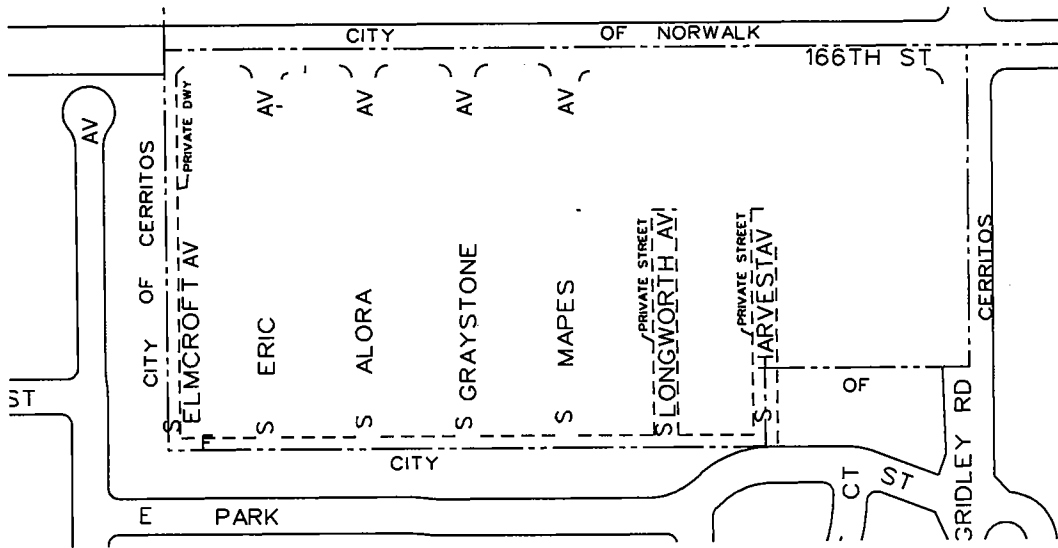 CITY OF NORWALK
166TH ST
AV
AV
AV
AV
AV
PRIVATE DWY
CITY OF CERRITOS
S ELMCROFT AV
S ERIC
S ALORA
S GRAYSTONE
S MAPES
PRIVATE STREET
S LONGWORTH AV
PRIVATE STREET
S HARVEST AV
CERRITOS
OF
CITY
E
ST
E PARK
CT
ST
GRIDLEY RD